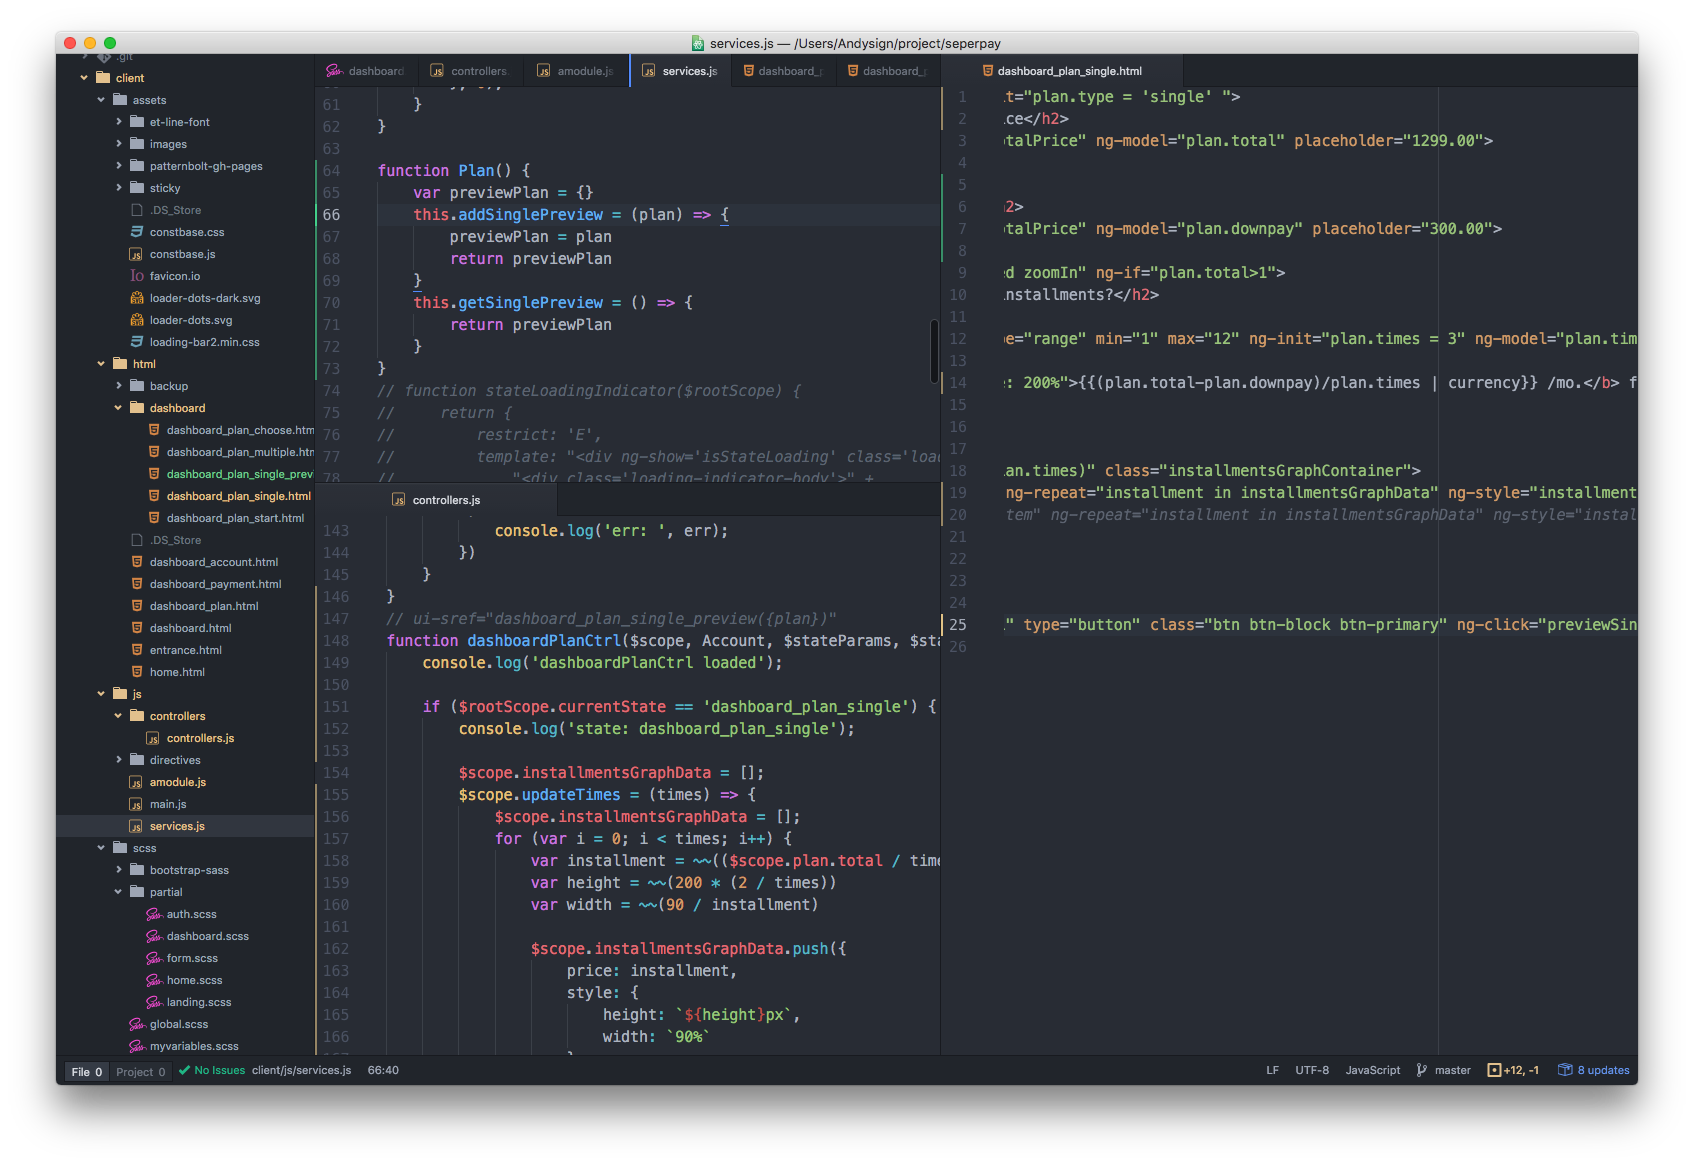 services.js — /Users/Andysign/project/seperpay
.git
client
assets
et-line-font
images
patternbolt-gh-pages
sticky
.DS_Store
constbase.css
constbase.js
favicon.io
loader-dots-dark.svg
loader-dots.svg
loading-bar2.min.css
html
backup
dashboard
dashboard_plan_choose.htm
dashboard_plan_multiple.htm
dashboard_plan_single_previ
dashboard_plan_single.html
dashboard_plan_start.html
.DS_Store
dashboard_account.html
dashboard_payment.html
dashboard_plan.html
dashboard.html
entrance.html
home.html
js
controllers
controllers.js
directives
amodule.js
main.js
services.js
scss
bootstrap-sass
partial
auth.scss
dashboard.scss
form.scss
home.scss
landing.scss
global.scss
myvariables.scss
dashboard controllers. amodule.js services.js dashboard_p dashboard_p
61 }
62 }
63
64 function Plan() {
65 var previewPlan = {}
66 this.addSinglePreview = (plan) => {
67 previewPlan = plan
68 return previewPlan
69 }
70 this.getSinglePreview = () => {
71 return previewPlan
72 }
73 }
74 // function stateLoadingIndicator($rootScope) {
75 // return {
76 // restrict: 'E',
77 // template: "<div ng-show='isStateLoading' class='load
78 // "<div class='loading-indicator-body'>" +
controllers.js
143 console.log('err: ', err);
144 })
145 }
146 }
147 // ui-sref="dashboard_plan_single_preview({plan})"
148 function dashboardPlanCtrl($scope, Account, $stateParams, $sta
149 console.log('dashboardPlanCtrl loaded');
150
151 if ($rootScope.currentState == 'dashboard_plan_single') {
152 console.log('state: dashboard_plan_single');
153
154 $scope.installmentsGraphData = [];
155 $scope.updateTimes = (times) => {
156 $scope.installmentsGraphData = [];
157 for (var i = 0; i < times; i++) {
158 var installment = ~~(($scope.plan.total / time
159 var height = ~~(200 * (2 / times))
160 var width = ~~(90 / installment)
161
162 $scope.installmentsGraphData.push({
163 price: installment,
164 style: {
165 height: `${height}px`,
166 width: `90%`
dashboard_plan_single.html
1 it="plan.type = 'single' ">
2 ice</h2>
3 otalPrice" ng-model="plan.total" placeholder="1299.00">
4
5
6 h2>
7 otalPrice" ng-model="plan.downpay" placeholder="300.00">
8
9 ed zoomIn" ng-if="plan.total>1">
10 installments?</h2>
11
12 pe="range" min="1" max="12" ng-init="plan.times = 3" ng-model="plan.tim
13
14 e: 200%">{{(plan.total-plan.downpay)/plan.times | currency}} /mo.</b> f
15
16
17
18 lan.times)" class="installmentsGraphContainer">
19 ng-repeat="installment in installmentsGraphData" ng-style="installment
20 tem" ng-repeat="installment in installmentsGraphData" ng-style="instal
21
22
23
24
25 " type="button" class="btn btn-block btn-primary" ng-click="previewSin
26
File 0 Project 0 No Issues client/js/services.js 66:40 LF UTF-8 JavaScript master +12, -1 8 updates